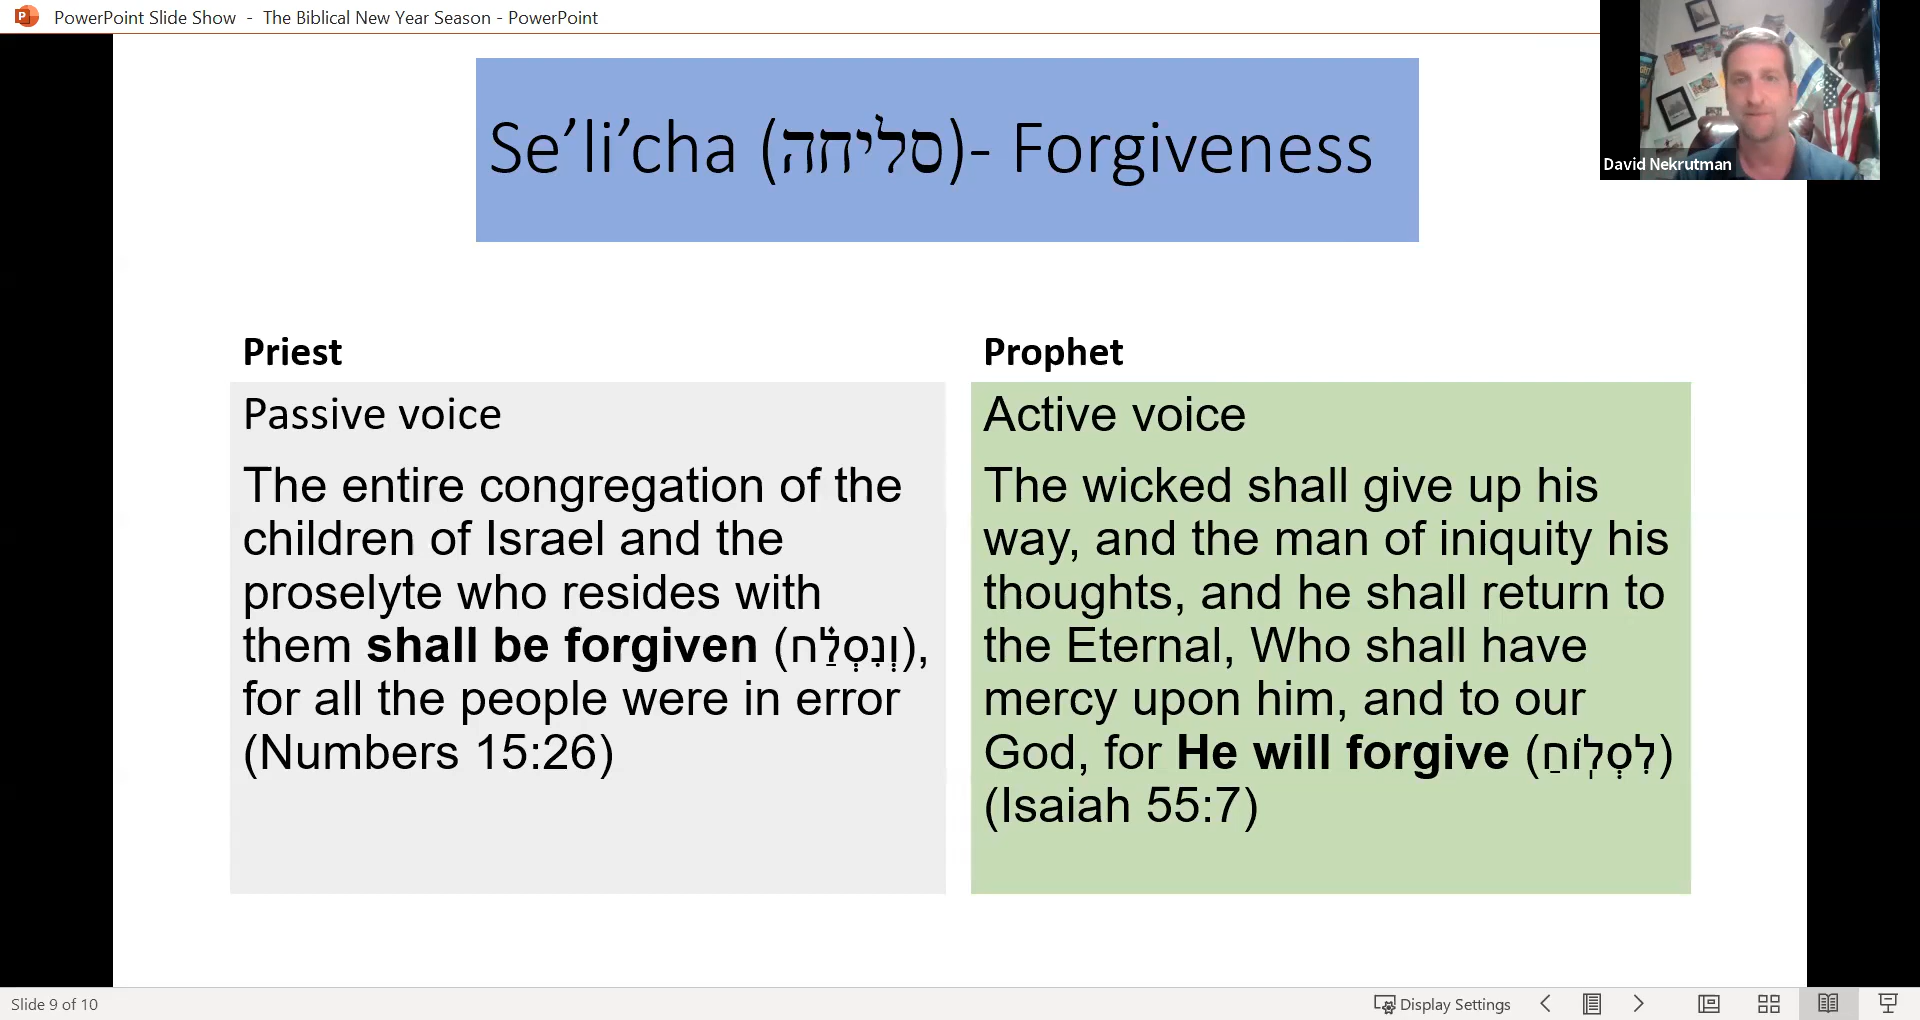 PowerPoint Slide Show - The Biblical New Year Season - PowerPoint
David Nekrutman
Se’li’cha (סליחה)- Forgiveness
Priest
Passive voice
The entire congregation of the
children of Israel and the
proselyte who resides with
them shall be forgiven (וְנִסְלַ֗ח),
for all the people were in error
(Numbers 15:26)
Prophet
Active voice
The wicked shall give up his
way, and the man of iniquity his
thoughts, and he shall return to
the Eternal, Who shall have
mercy upon him, and to our
God, for He will forgive (לִסְלֽוֹחַ)
(Isaiah 55:7)
Slide 9 of 10
Display Settings